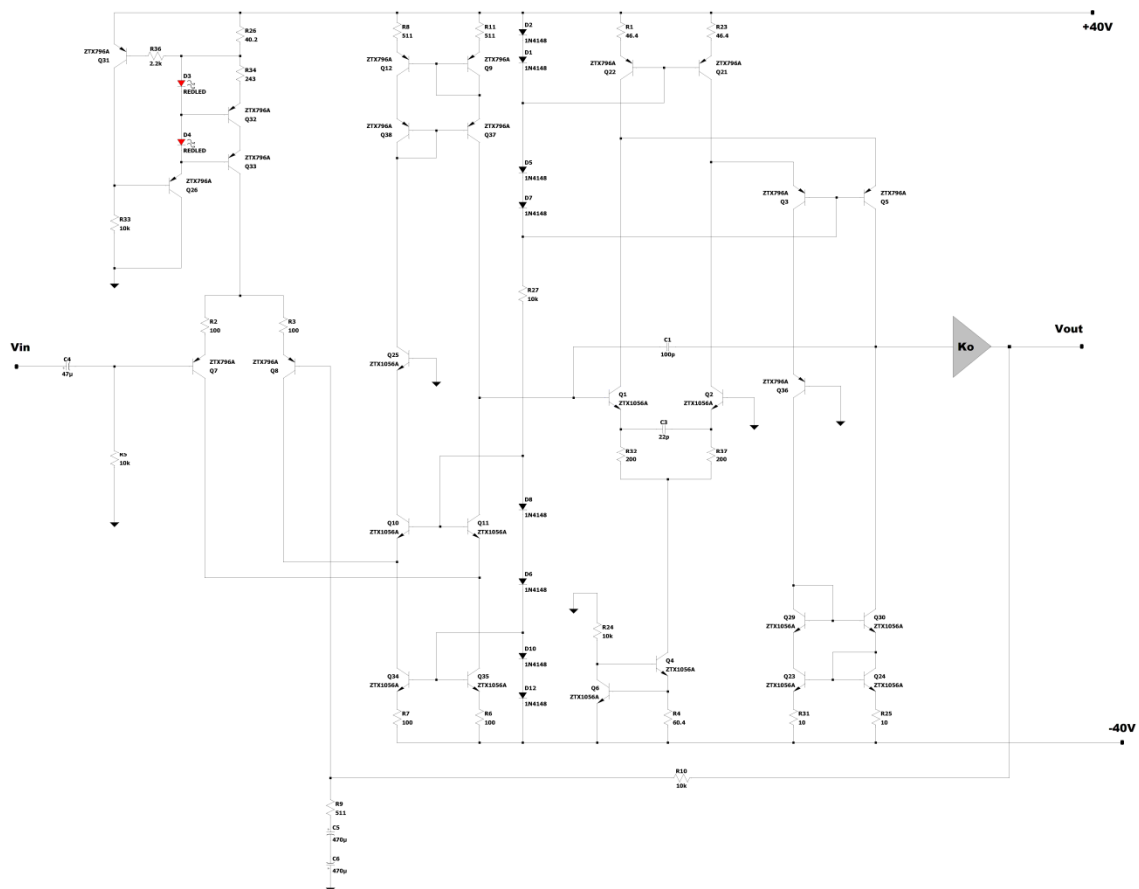 +40V
R26
40.2
R8
511
R11
511
D2
1N4148
R1
46.4
R23
46.4
ZTX796A
Q31
R36
2.2k
D3
REDLED
R34
243
ZTX796A
Q12
ZTX796A
Q9
D1
1N4148
ZTX796A
Q22
ZTX796A
Q21
ZTX796A
Q32
D4
REDLED
ZTX796A
Q33
ZTX796A
Q26
ZTX796A
Q38
ZTX796A
Q37
D5
1N4148
D7
1N4148
ZTX796A
Q3
ZTX796A
Q5
R33
10k
R27
10k
R2
100
R3
100
Vin
C4
47µ
ZTX796A
Q7
ZTX796A
Q8
Q25
ZTX1056A
C1
100p
Ko
Vout
Q1
ZTX1056A
Q2
ZTX1056A
ZTX796A
Q36
C3
22p
R32
200
R37
200
R5
10k
D8
1N4148
Q10
ZTX1056A
Q11
ZTX1056A
D6
1N4148
R24
10k
Q29
ZTX1056A
Q30
ZTX1056A
D10
1N4148
Q4
ZTX1056A
Q34
ZTX1056A
Q35
ZTX1056A
D12
1N4148
Q6
ZTX1056A
Q23
ZTX1056A
Q24
ZTX1056A
R7
100
R6
100
R4
60.4
R31
10
R25
10
-40V
R10
10k
R9
511
C5
470µ
C6
470µ